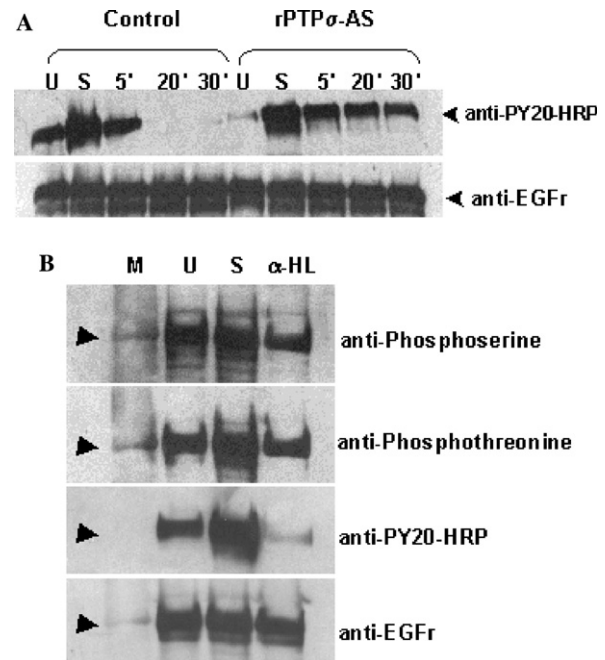 A
Control rPTPσ-AS
U S 5' 20' 30' U S 5' 20' 30'
anti-PY20-HRP
anti-EGFr
B
M U S α-HL
anti-Phosphoserine
anti-Phosphothreonine
anti-PY20-HRP
anti-EGFr